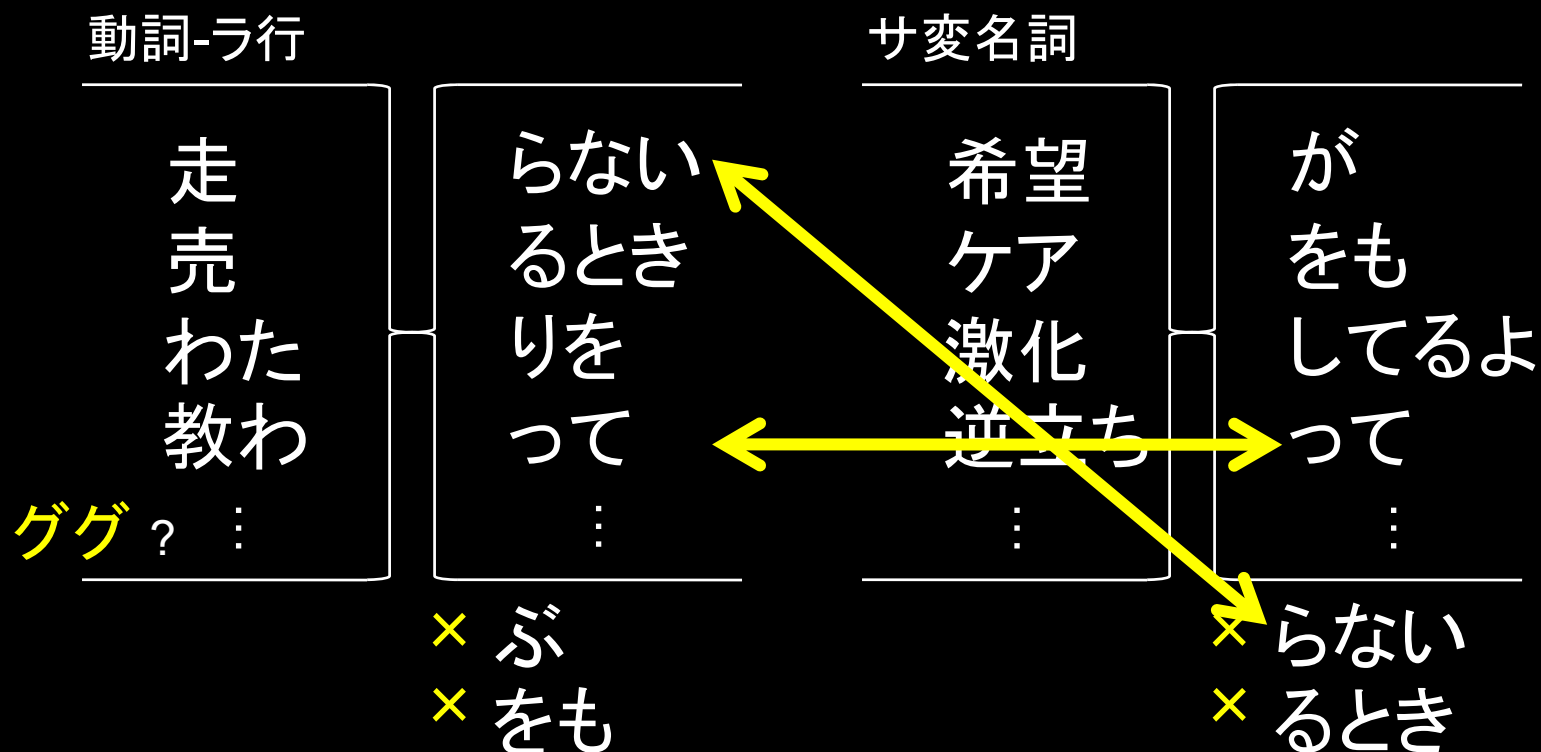 動詞-ラ行
走
売
わた
教わ
ググ ? ⋮
らない
るとき
りを
って
⋮
× ぶ
× をも
サ変名詞
希望
ケア
激化
逆立ち
⋮
が
をも
してるよ
って
⋮
× らない
× るとき